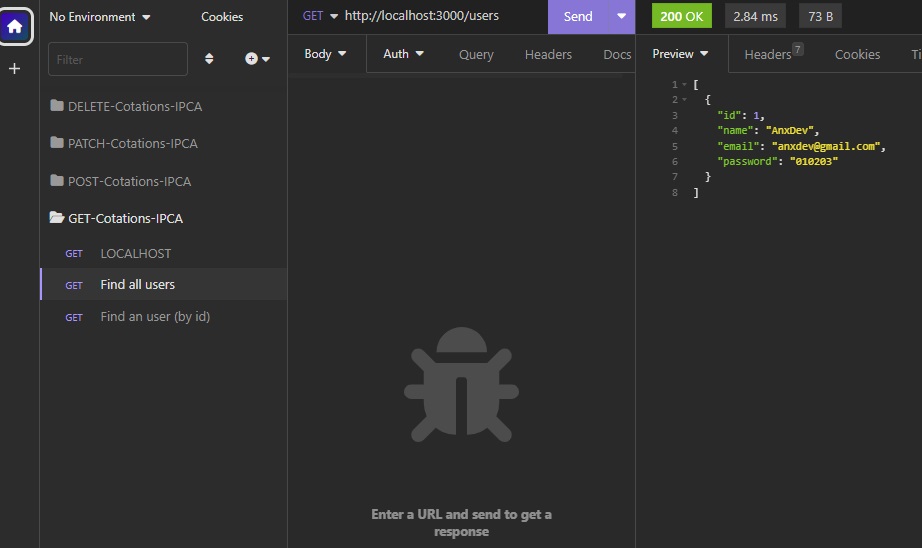 No Environment
Cookies
Filter
DELETE-Cotations-IPCA
PATCH-Cotations-IPCA
POST-Cotations-IPCA
GET-Cotations-IPCA
GET LOCALHOST
GET Find all users
GET Find an user (by id)
GET http://localhost:3000/users
Send
Body
Auth
Query
Headers
Docs
Enter a URL and send to get a
response
200 OK
2.84 ms
73 B
Preview
Headers 7
Cookies
Ti
1 [
2 {
3 "id": 1,
4 "name": "AnxDev",
5 "email": "anxdev@gmail.com",
6 "password": "010203"
7 }
8 ]